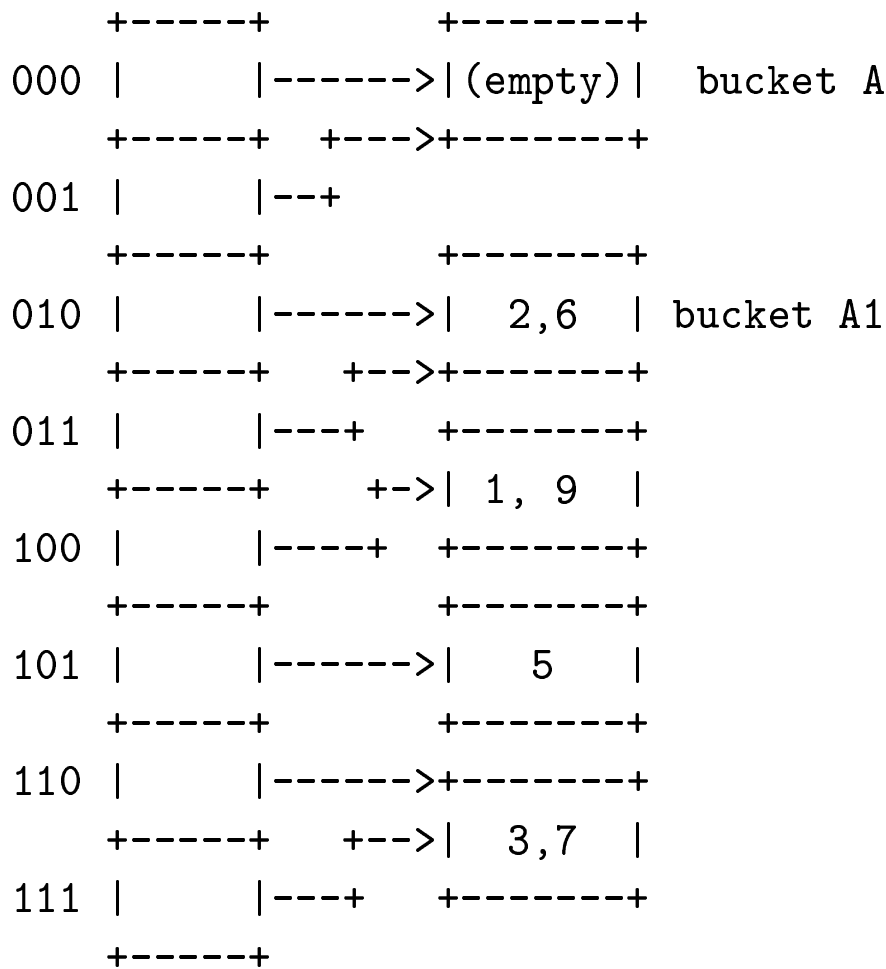 +-----+       +-------+
000 |     |------>|(empty)|  bucket A
+-----+  +---->+-------+
001 |     |--+
+-----+       +-------+
010 |     |------>|  2,6  | bucket A1
+-----+   +-->+-------+
011 |     |---+   +-------+
+-----+    +->| 1, 9  |
100 |     |----+  +-------+
+-----+       +-------+
101 |     |------>|   5   |
+-----+       +-------+
110 |     |------>+-------+
+-----+   +-->|  3,7  |
111 |     |---+   +-------+
+-----+